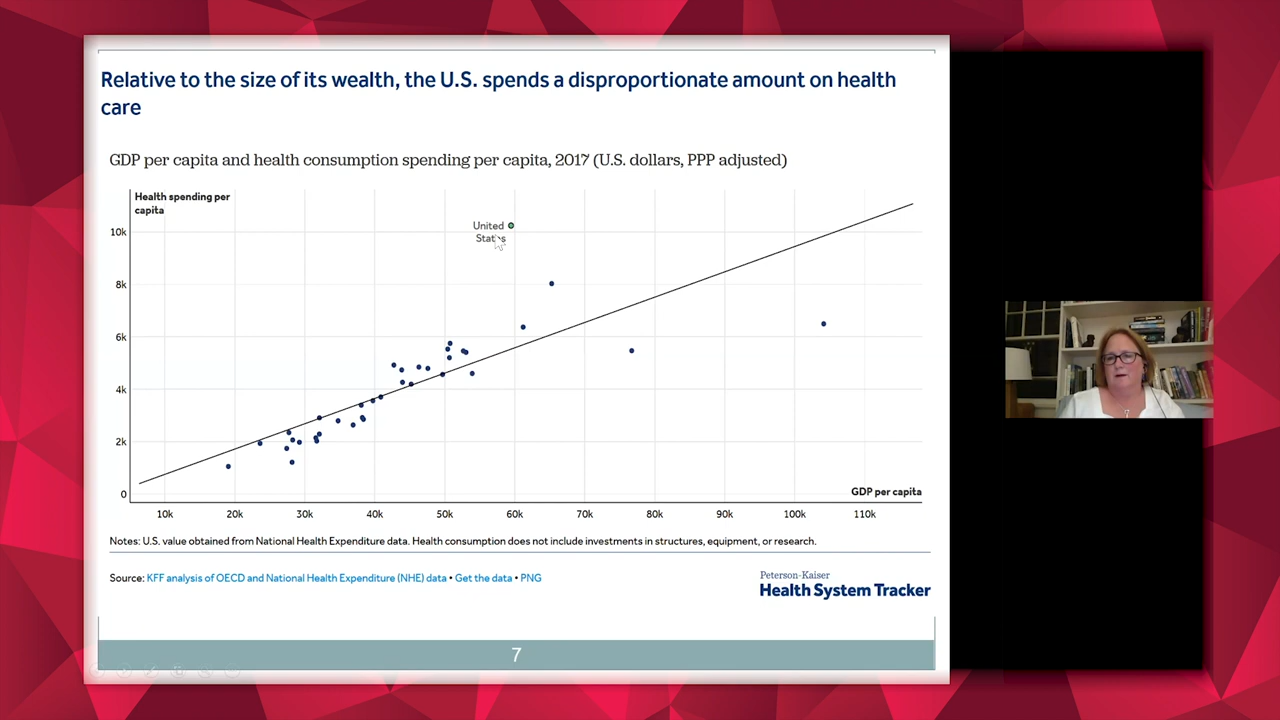 Relative to the size of its wealth, the U.S. spends a disproportionate amount on health
care
GDP per capita and health consumption spending per capita, 2017 (U.S. dollars, PPP adjusted)
Health spending per
capita
United
States
10k
8k
6k
4k
2k
0
GDP per capita
10k 20k 30k 40k 50k 60k 70k 80k 90k 100k 110k
Notes: U.S. value obtained from National Health Expenditure data. Health consumption does not include investments in structures, equipment, or research.
Source: KFF analysis of OECD and National Health Expenditure (NHE) data • Get the data • PNG
Peterson-Kaiser
Health System Tracker
7